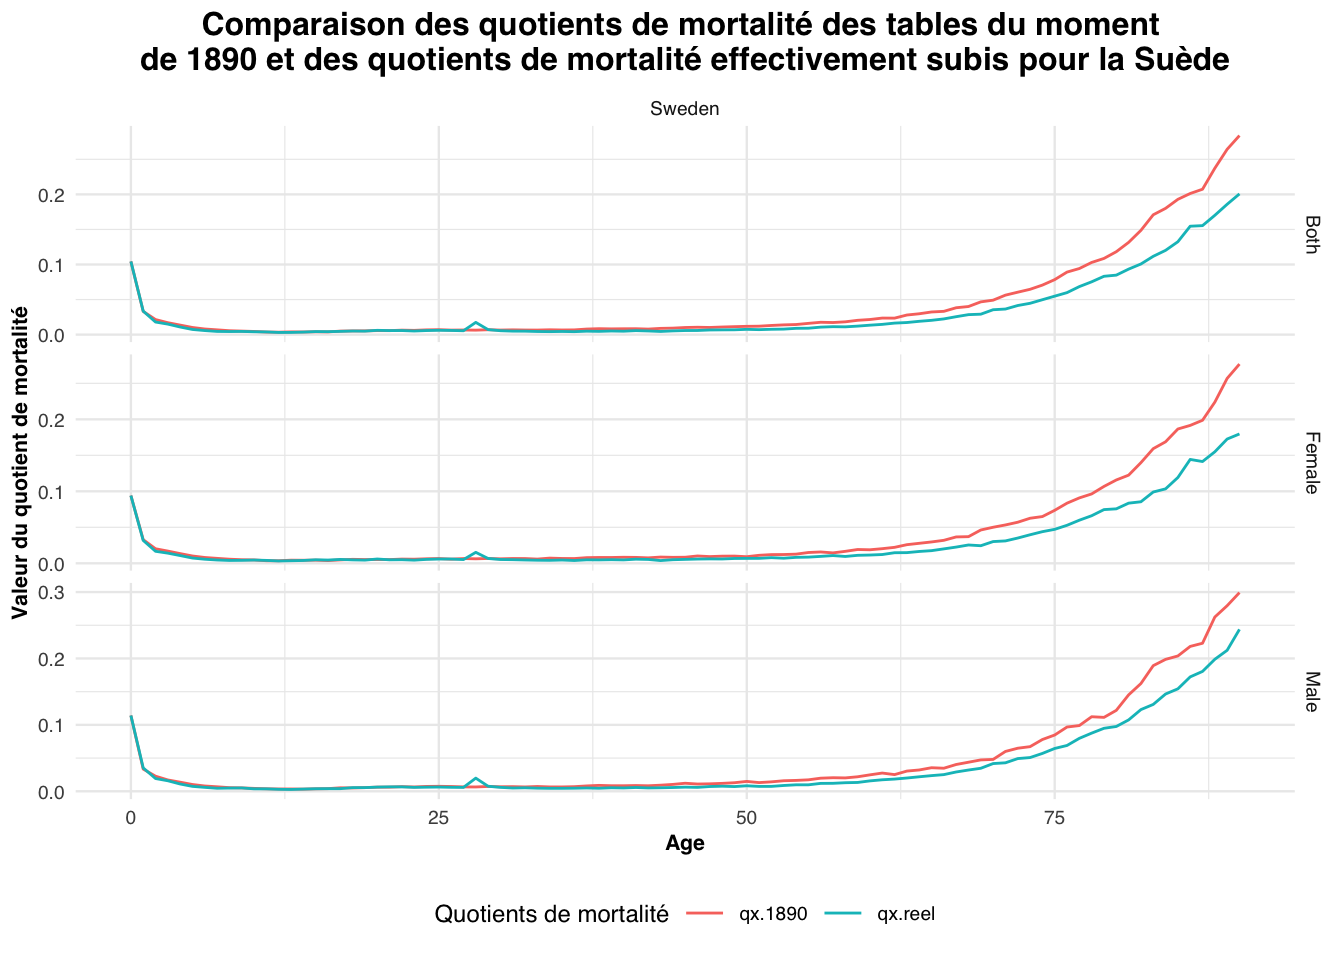 Comparaison des quotients de mortalité des tables du moment
de 1890 et des quotients de mortalité effectivement subis pour la Suède
Sweden
Valeur du quotient de mortalité
0.2
0.1
0.0
Both
0.2
0.1
0.0
Female
0.3
0.2
0.1
0.0
Male
0 25 50 75
Age
Quotients de mortalité qx.1890 qx.reel